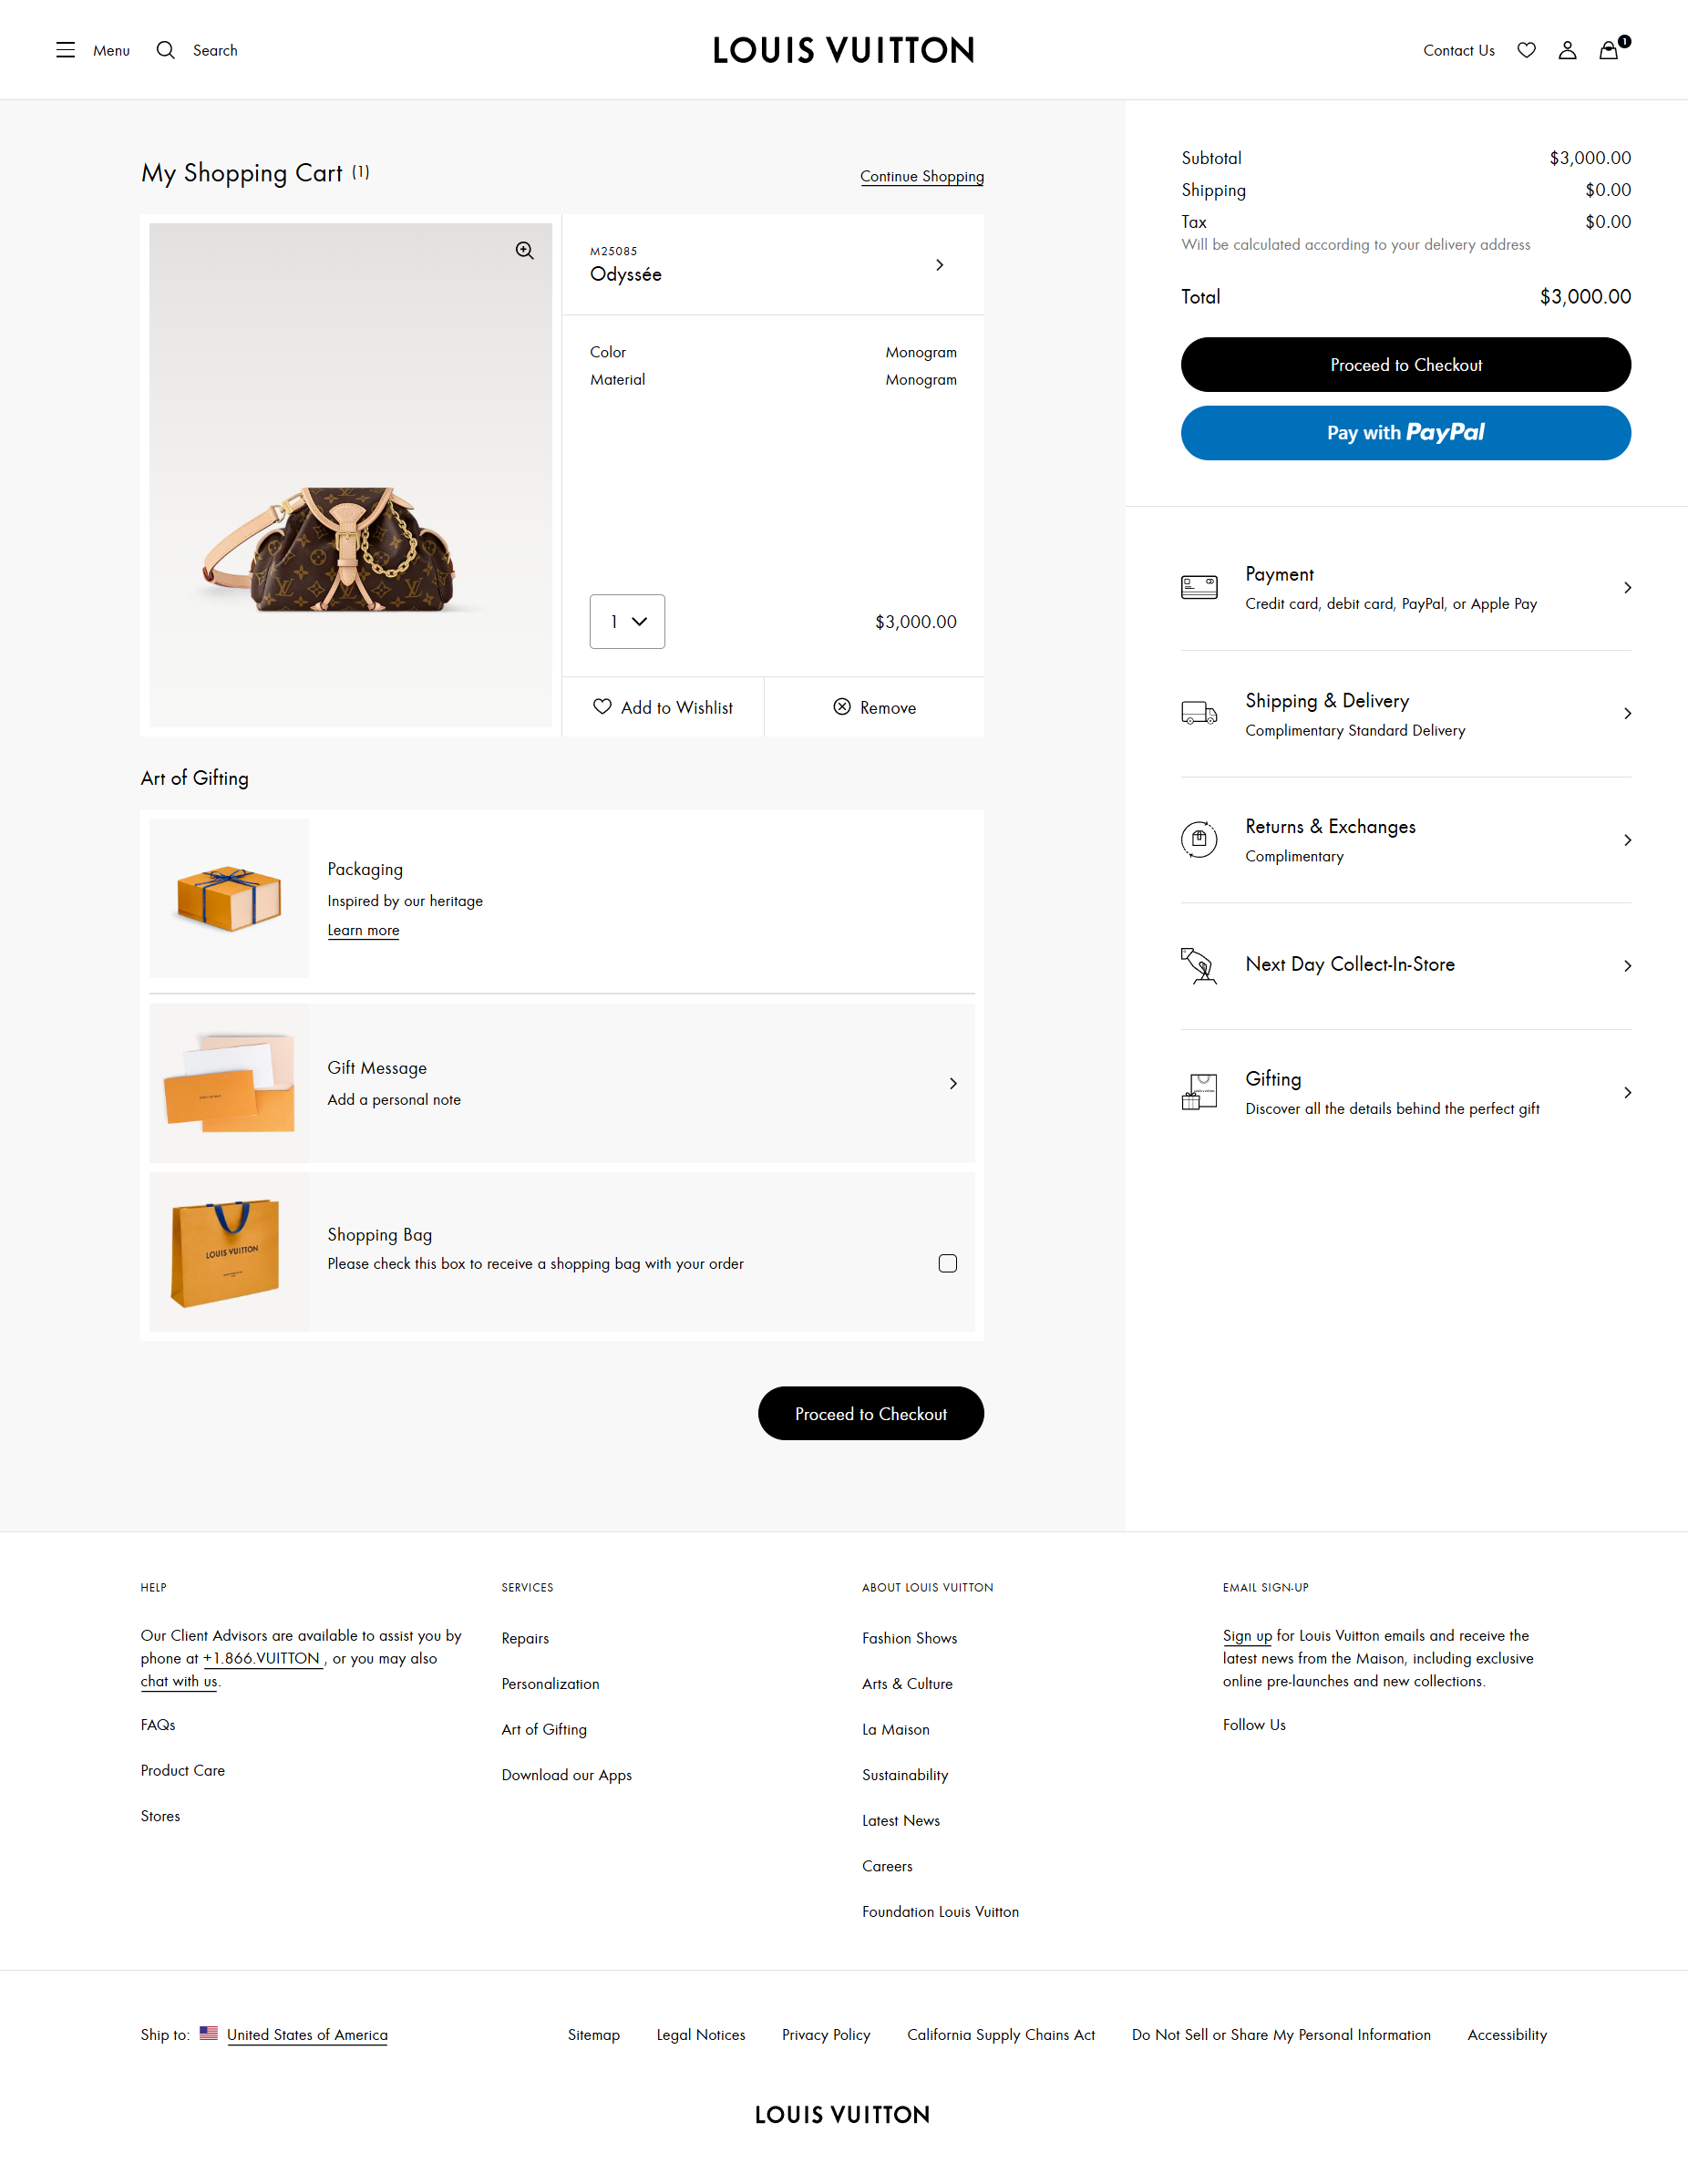 Menu
Search
LOUIS VUITTON
Contact Us
1
My Shopping Cart (1)
Continue Shopping
M25085
Odyssée
Color Monogram
Material Monogram
1
$3,000.00
Add to Wishlist
Remove
Art of Gifting
Packaging
Inspired by our heritage
Learn more
Gift Message
Add a personal note
LOUIS VUITTON
Shopping Bag
Please check this box to receive a shopping bag with your order
Proceed to Checkout
Subtotal $3,000.00
Shipping $0.00
Tax $0.00
Will be calculated according to your delivery address
Total $3,000.00
Proceed to Checkout
Pay with PayPal
Payment
Credit card, debit card, PayPal, or Apple Pay
Shipping & Delivery
Complimentary Standard Delivery
Returns & Exchanges
Complimentary
Next Day Collect-In-Store
Gifting
Discover all the details behind the perfect gift
HELP
Our Client Advisors are available to assist you by
phone at +1.866.VUITTON , or you may also
chat with us.
FAQs
Product Care
Stores
SERVICES
Repairs
Personalization
Art of Gifting
Download our Apps
ABOUT LOUIS VUITTON
Fashion Shows
Arts & Culture
La Maison
Sustainability
Latest News
Careers
Foundation Louis Vuitton
EMAIL SIGN-UP
Sign up for Louis Vuitton emails and receive the
latest news from the Maison, including exclusive
online pre-launches and new collections.
Follow Us
Ship to: United States of America
Sitemap
Legal Notices
Privacy Policy
California Supply Chains Act
Do Not Sell or Share My Personal Information
Accessibility
LOUIS VUITTON